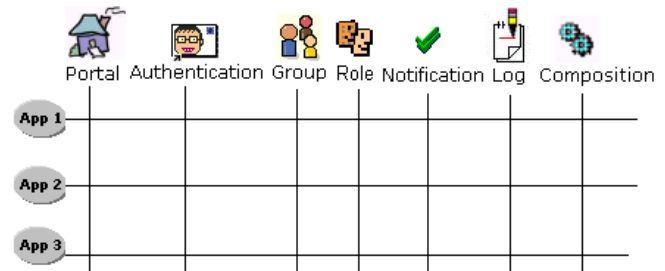 Portal Authentication Group Role Notification Log Composition
App 1
App 2
App 3